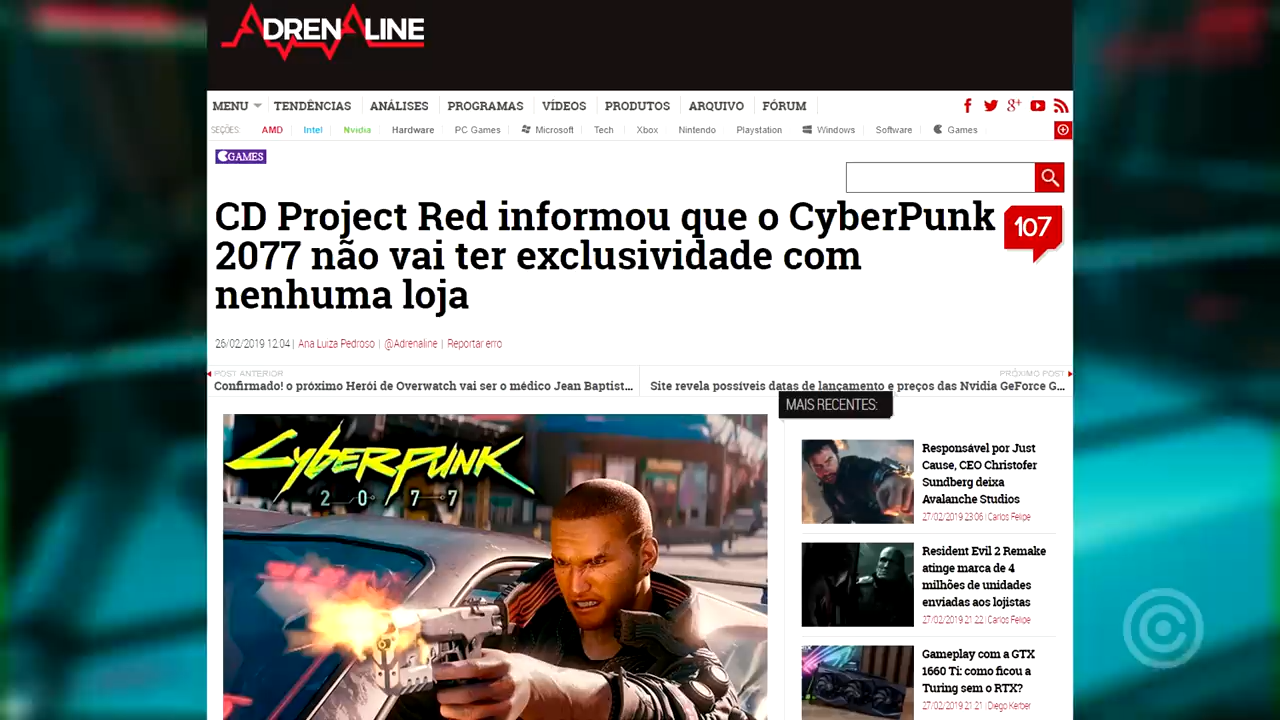 ADRENALINE
MENU TENDÊNCIAS ANÁLISES PROGRAMAS VÍDEOS PRODUTOS ARQUIVO FÓRUM
SEÇÕES: AMD Intel Nvidia Hardware PC Games Microsoft Tech Xbox Nintendo Playstation Windows Software Games
GAMES
CD Project Red informou que o CyberPunk
2077 não vai ter exclusividade com
nenhuma loja
107
26/02/2019 12:04 | Ana Luiza Pedroso | @Adrenaline | Reportar erro
POST ANTERIOR
Confirmado! o próximo Herói de Overwatch vai ser o médico Jean Baptist...
PRÓXIMO POST
Site revela possíveis datas de lançamento e preços das Nvidia GeForce G...
MAIS RECENTES:
CYBERPUNK
2077
Responsável por Just
Cause, CEO Christofer
Sundberg deixa
Avalanche Studios
27/02/2019 23:06 | Carlos Felipe
Resident Evil 2 Remake
atinge marca de 4
milhões de unidades
enviadas aos lojistas
27/02/2019 21:22 | Carlos Felipe
Gameplay com a GTX
1660 Ti: como ficou a
Turing sem o RTX?
27/02/2019 21:21 | Diego Kerber